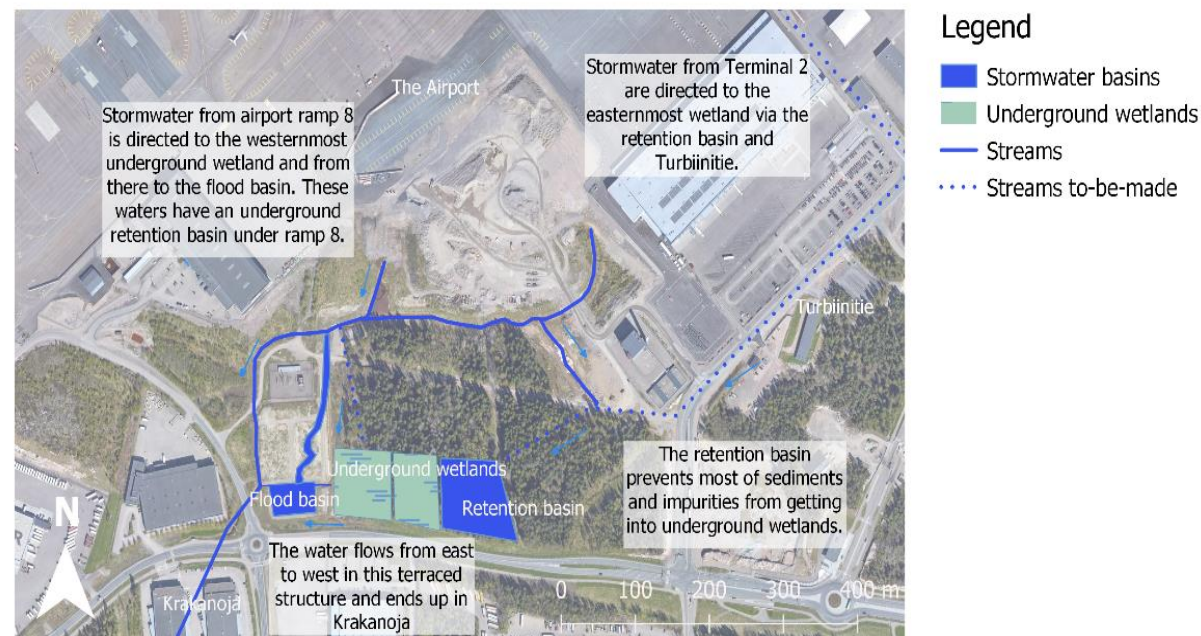 The Airport
Stormwater from airport ramp 8
is directed to the westernmost
underground wetland and from
there to the flood basin. These
waters have an underground
retention basin under ramp 8.
Stormwater from Terminal 2
are directed to the
easternmost wetland via the
retention basin and
Turbiinitie.
Turbiinitie
Underground wetlands
Flood basin
Retention basin
The retention basin
prevents most of sediments
and impurities from getting
into underground wetlands.
The water flows from east
to west in this terraced
structure and ends up in
Krakanoja
Krakanoja
N
0 100 200 400 m
Legend
Stormwater basins
Underground wetlands
Streams
Streams to-be-made